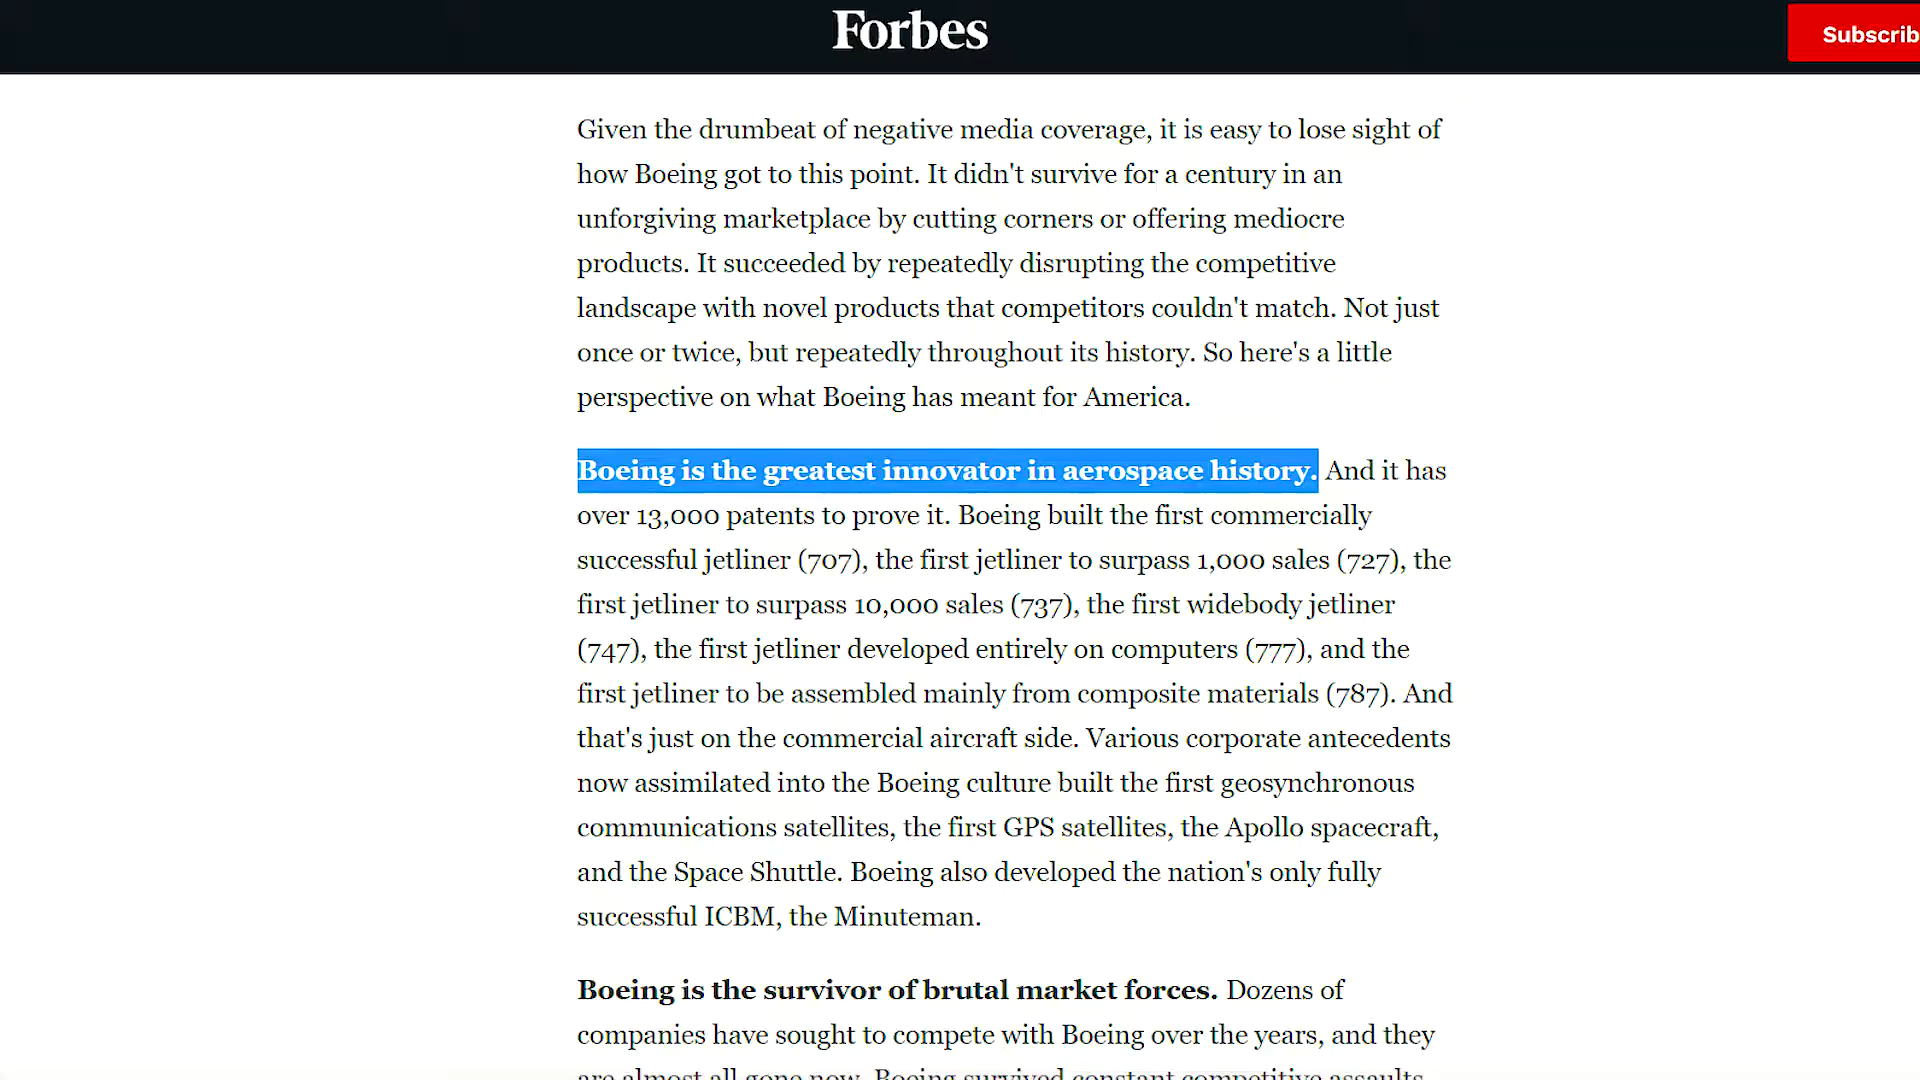 Forbes
Subscrib
Given the drumbeat of negative media coverage, it is easy to lose sight of
how Boeing got to this point. It didn't survive for a century in an
unforgiving marketplace by cutting corners or offering mediocre
products. It succeeded by repeatedly disrupting the competitive
landscape with novel products that competitors couldn't match. Not just
once or twice, but repeatedly throughout its history. So here's a little
perspective on what Boeing has meant for America.
Boeing is the greatest innovator in aerospace history. And it has
over 13,000 patents to prove it. Boeing built the first commercially
successful jetliner (707), the first jetliner to surpass 1,000 sales (727), the
first jetliner to surpass 10,000 sales (737), the first widebody jetliner
(747), the first jetliner developed entirely on computers (777), and the
first jetliner to be assembled mainly from composite materials (787). And
that's just on the commercial aircraft side. Various corporate antecedents
now assimilated into the Boeing culture built the first geosynchronous
communications satellites, the first GPS satellites, the Apollo spacecraft,
and the Space Shuttle. Boeing also developed the nation's only fully
successful ICBM, the Minuteman.
Boeing is the survivor of brutal market forces. Dozens of
companies have sought to compete with Boeing over the years, and they
are almost all gone now. Boeing survived constant competitive assaults